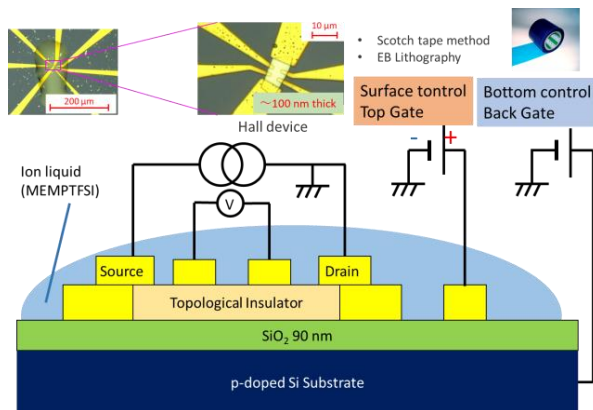 10 μm
200 μm
~100 nm thick
Hall device
• Scotch tape method
• EB Lithography
Surface tontrol
Top Gate
Bottom control
Back Gate
- +
Ion liquid
(MEMPTFSI)
V
Source
Drain
Topological Insulator
SiO₂ 90 nm
p-doped Si Substrate